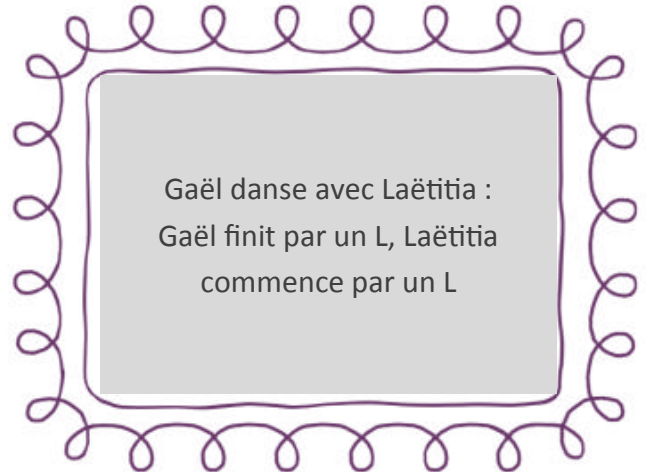 Gaël danse avec Laëtitia :
Gaël finit par un L, Laëtitia
commence par un L